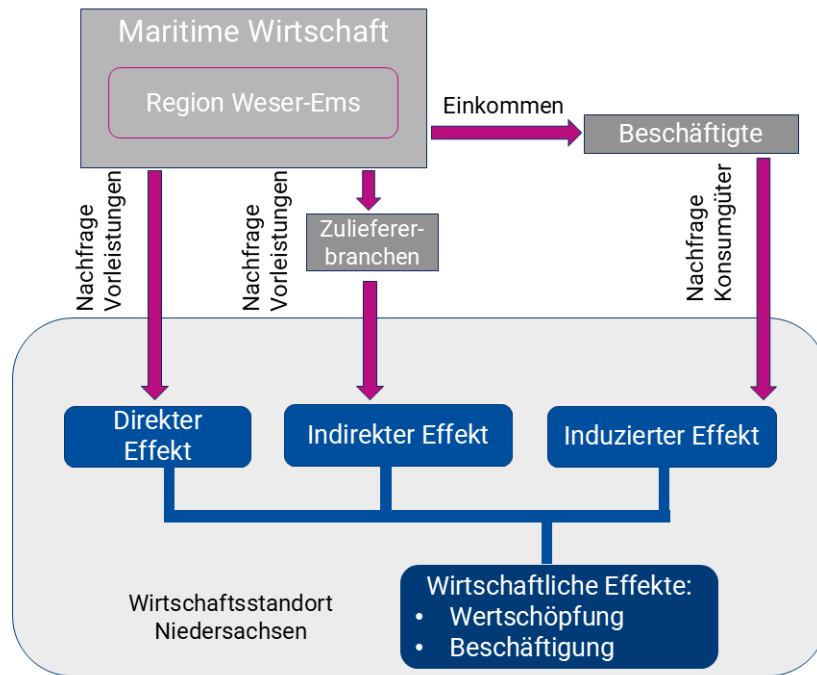 Maritime Wirtschaft
Region Weser-Ems
Einkommen
Beschäftigte
Nachfrage
Vorleistungen
Nachfrage
Vorleistungen
Zulieferer-
branchen
Nachfrage
Konsumgüter
Direkter
Effekt
Indirekter Effekt
Induzierter Effekt
Wirtschaftsstandort
Niedersachsen
Wirtschaftliche Effekte:
• Wertschöpfung
• Beschäftigung